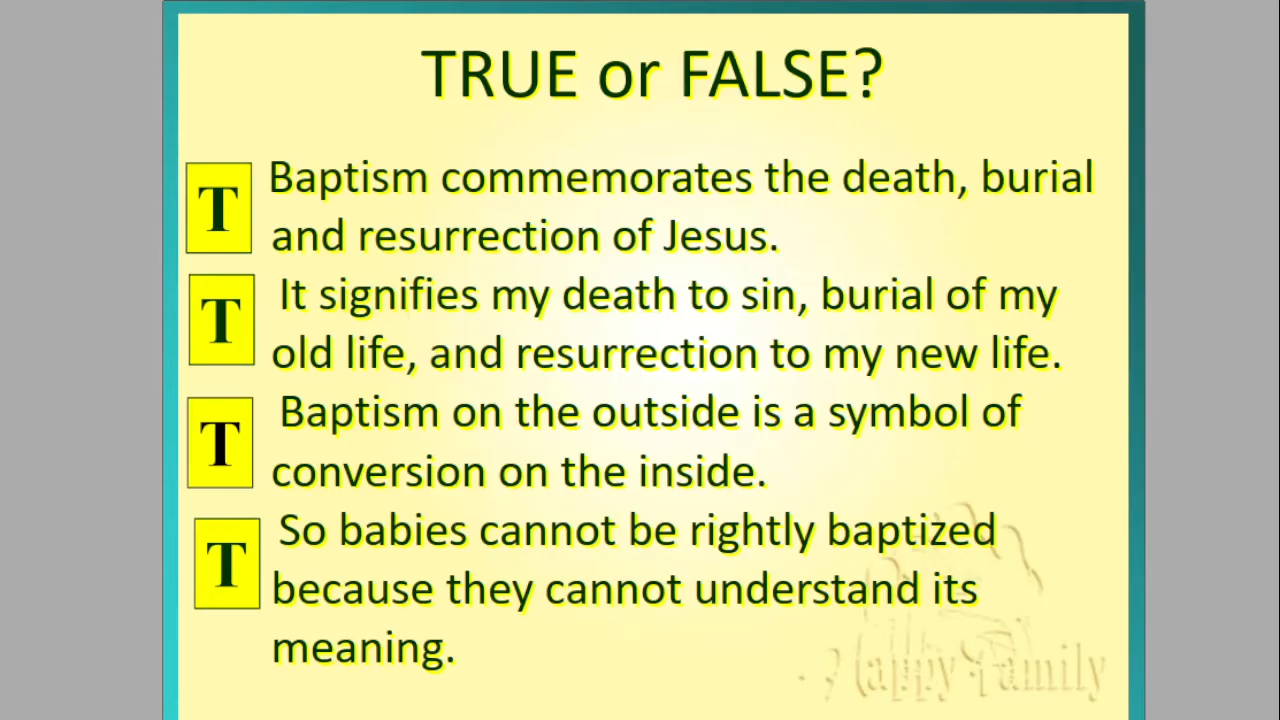 TRUE or FALSE?
T Baptism commemorates the death, burial
and resurrection of Jesus.
T It signifies my death to sin, burial of my
old life, and resurrection to my new life.
T Baptism on the outside is a symbol of
conversion on the inside.
T So babies cannot be rightly baptized
because they cannot understand its
meaning.
Happy Family